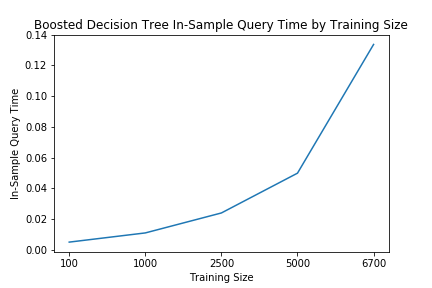 Boosted Decision Tree In-Sample Query Time by Training Size
0.14
0.12
0.10
0.08
0.06
0.04
0.02
0.00
In-Sample Query Time
100 1000 2500 5000 6700
Training Size